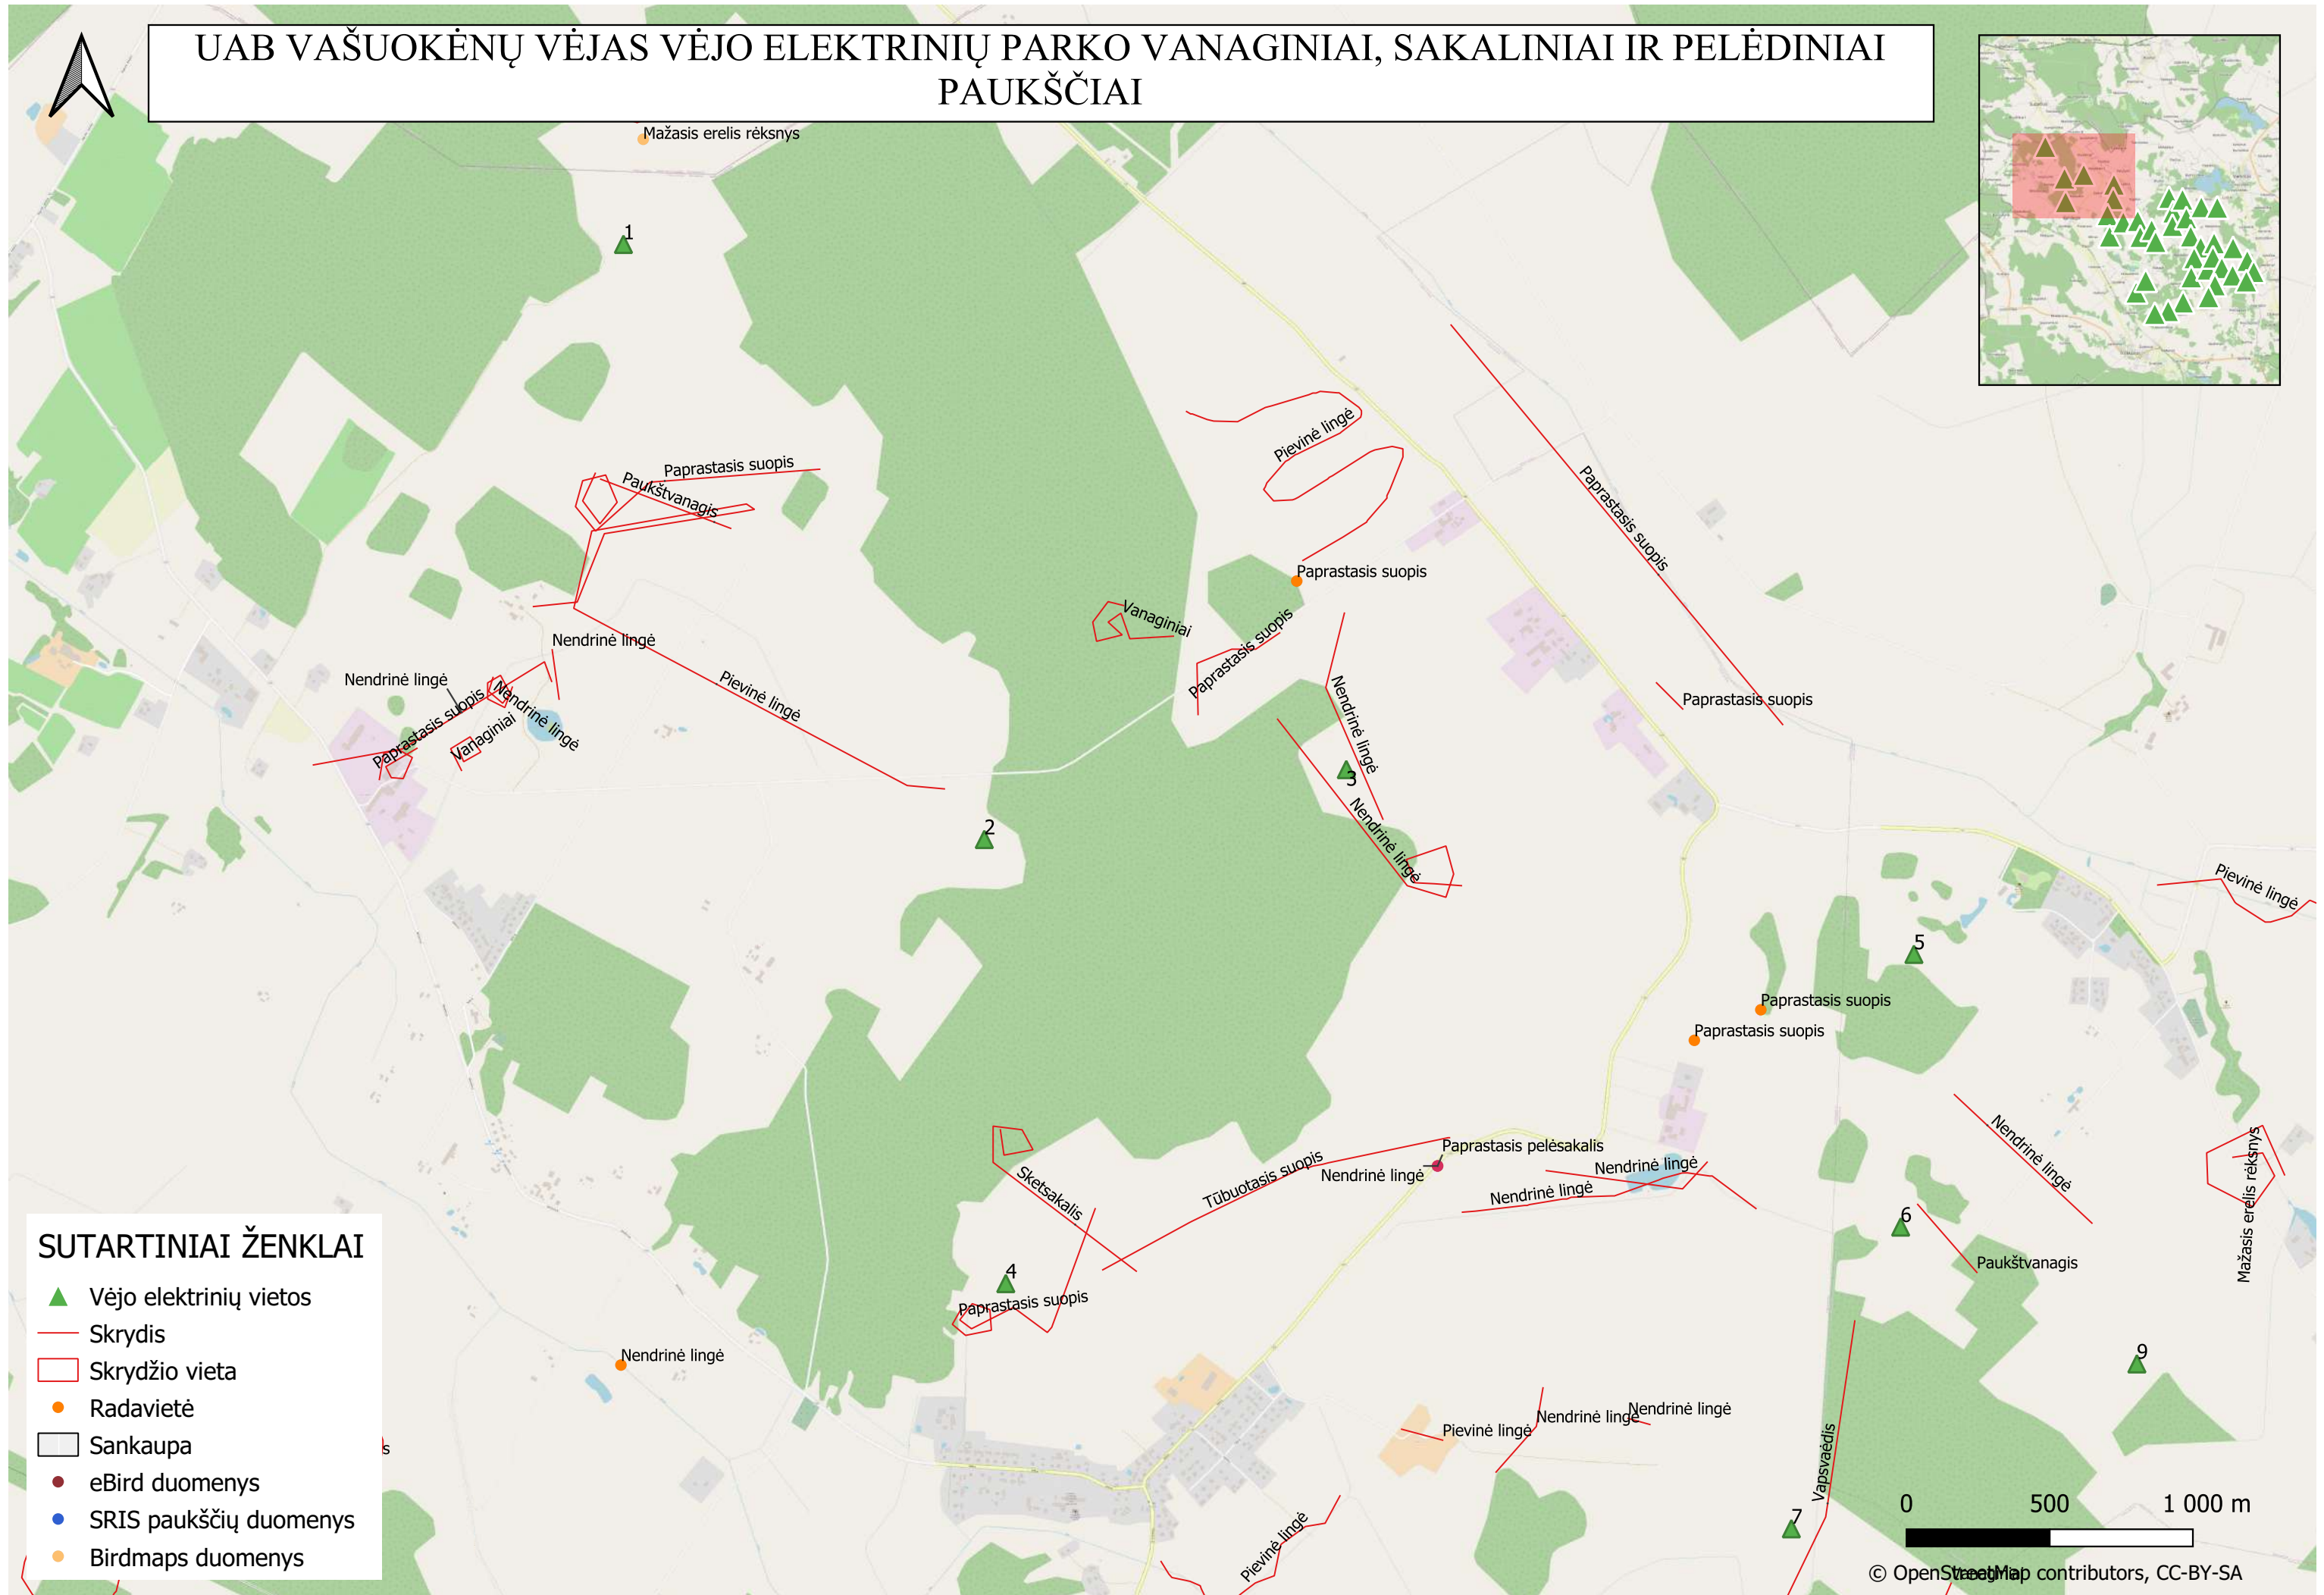 UAB VAŠUOKĖNŲ VĖJAS VĖJO ELEKTRINIŲ PARKO VANAGINIAI, SAKALINIAI IR PELĖDINIAI
PAUKŠČIAI
Mažasis erelis rėksnys
1
Pievinė lingė
Paprastasis suopis
Paukštvanagis
Paprastasis suopis
Paprastasis suopis
Vanaginiai
Paprastasis suopis
Nendrinė lingė
Nendrinė lingė
Pievinė lingė
Nendrinė lingė
Paprastasis suopis
Nendrinė lingė
Paprastasis suopis
Vanaginiai
3
Nendrinė lingė
2
Pievinė lingė
5
Paprastasis suopis
Paprastasis suopis
Nendrinė lingė
Paprastasis pelėsakalis
Nendrinė lingė
Tūbuotasis suopis
Nendrinė lingė
Nendrinė lingė
Sketsakalis
Mažasis erelis rėksnys
6
Paukštvanagis
4
Paprastasis suopis
9
Nendrinė lingė
Nendrinė lingė
Nendrinė lingė
Pievinė lingė
Vapsvaėdis
Pievinė lingė
7
SUTARTINIAI ŽENKLAI
Vėjo elektrinių vietos
Skrydis
Skrydžio vieta
Radavietė
Sankaupa
s
eBird duomenys
SRIS paukščių duomenys
Birdmaps duomenys
0 500 1 000 m
© OpenStreetMap contributors, CC-BY-SA